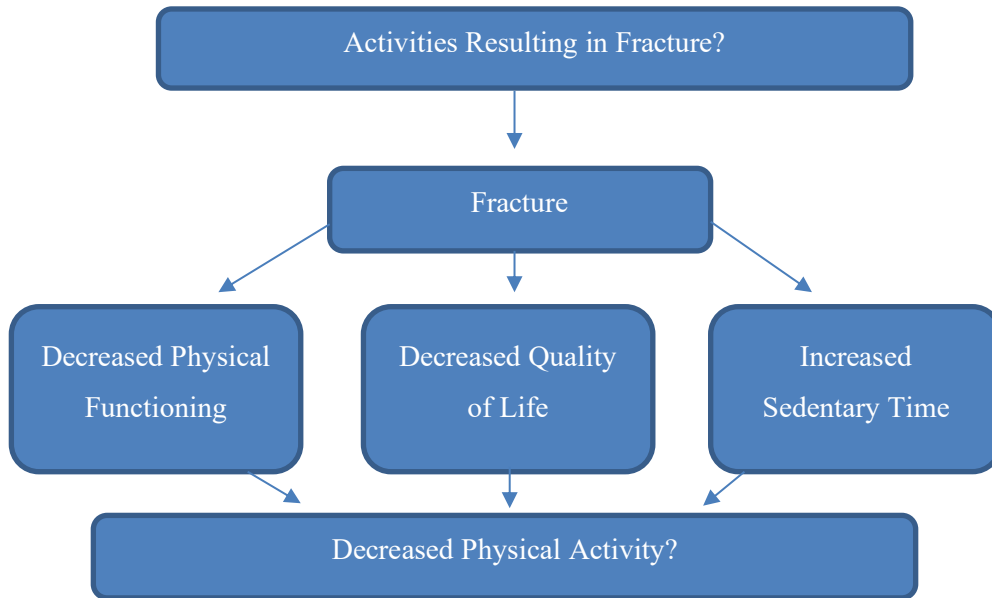 Activities Resulting in Fracture?
Fracture
Decreased Physical
Functioning
Decreased Quality
of Life
Increased
Sedentary Time
Decreased Physical Activity?